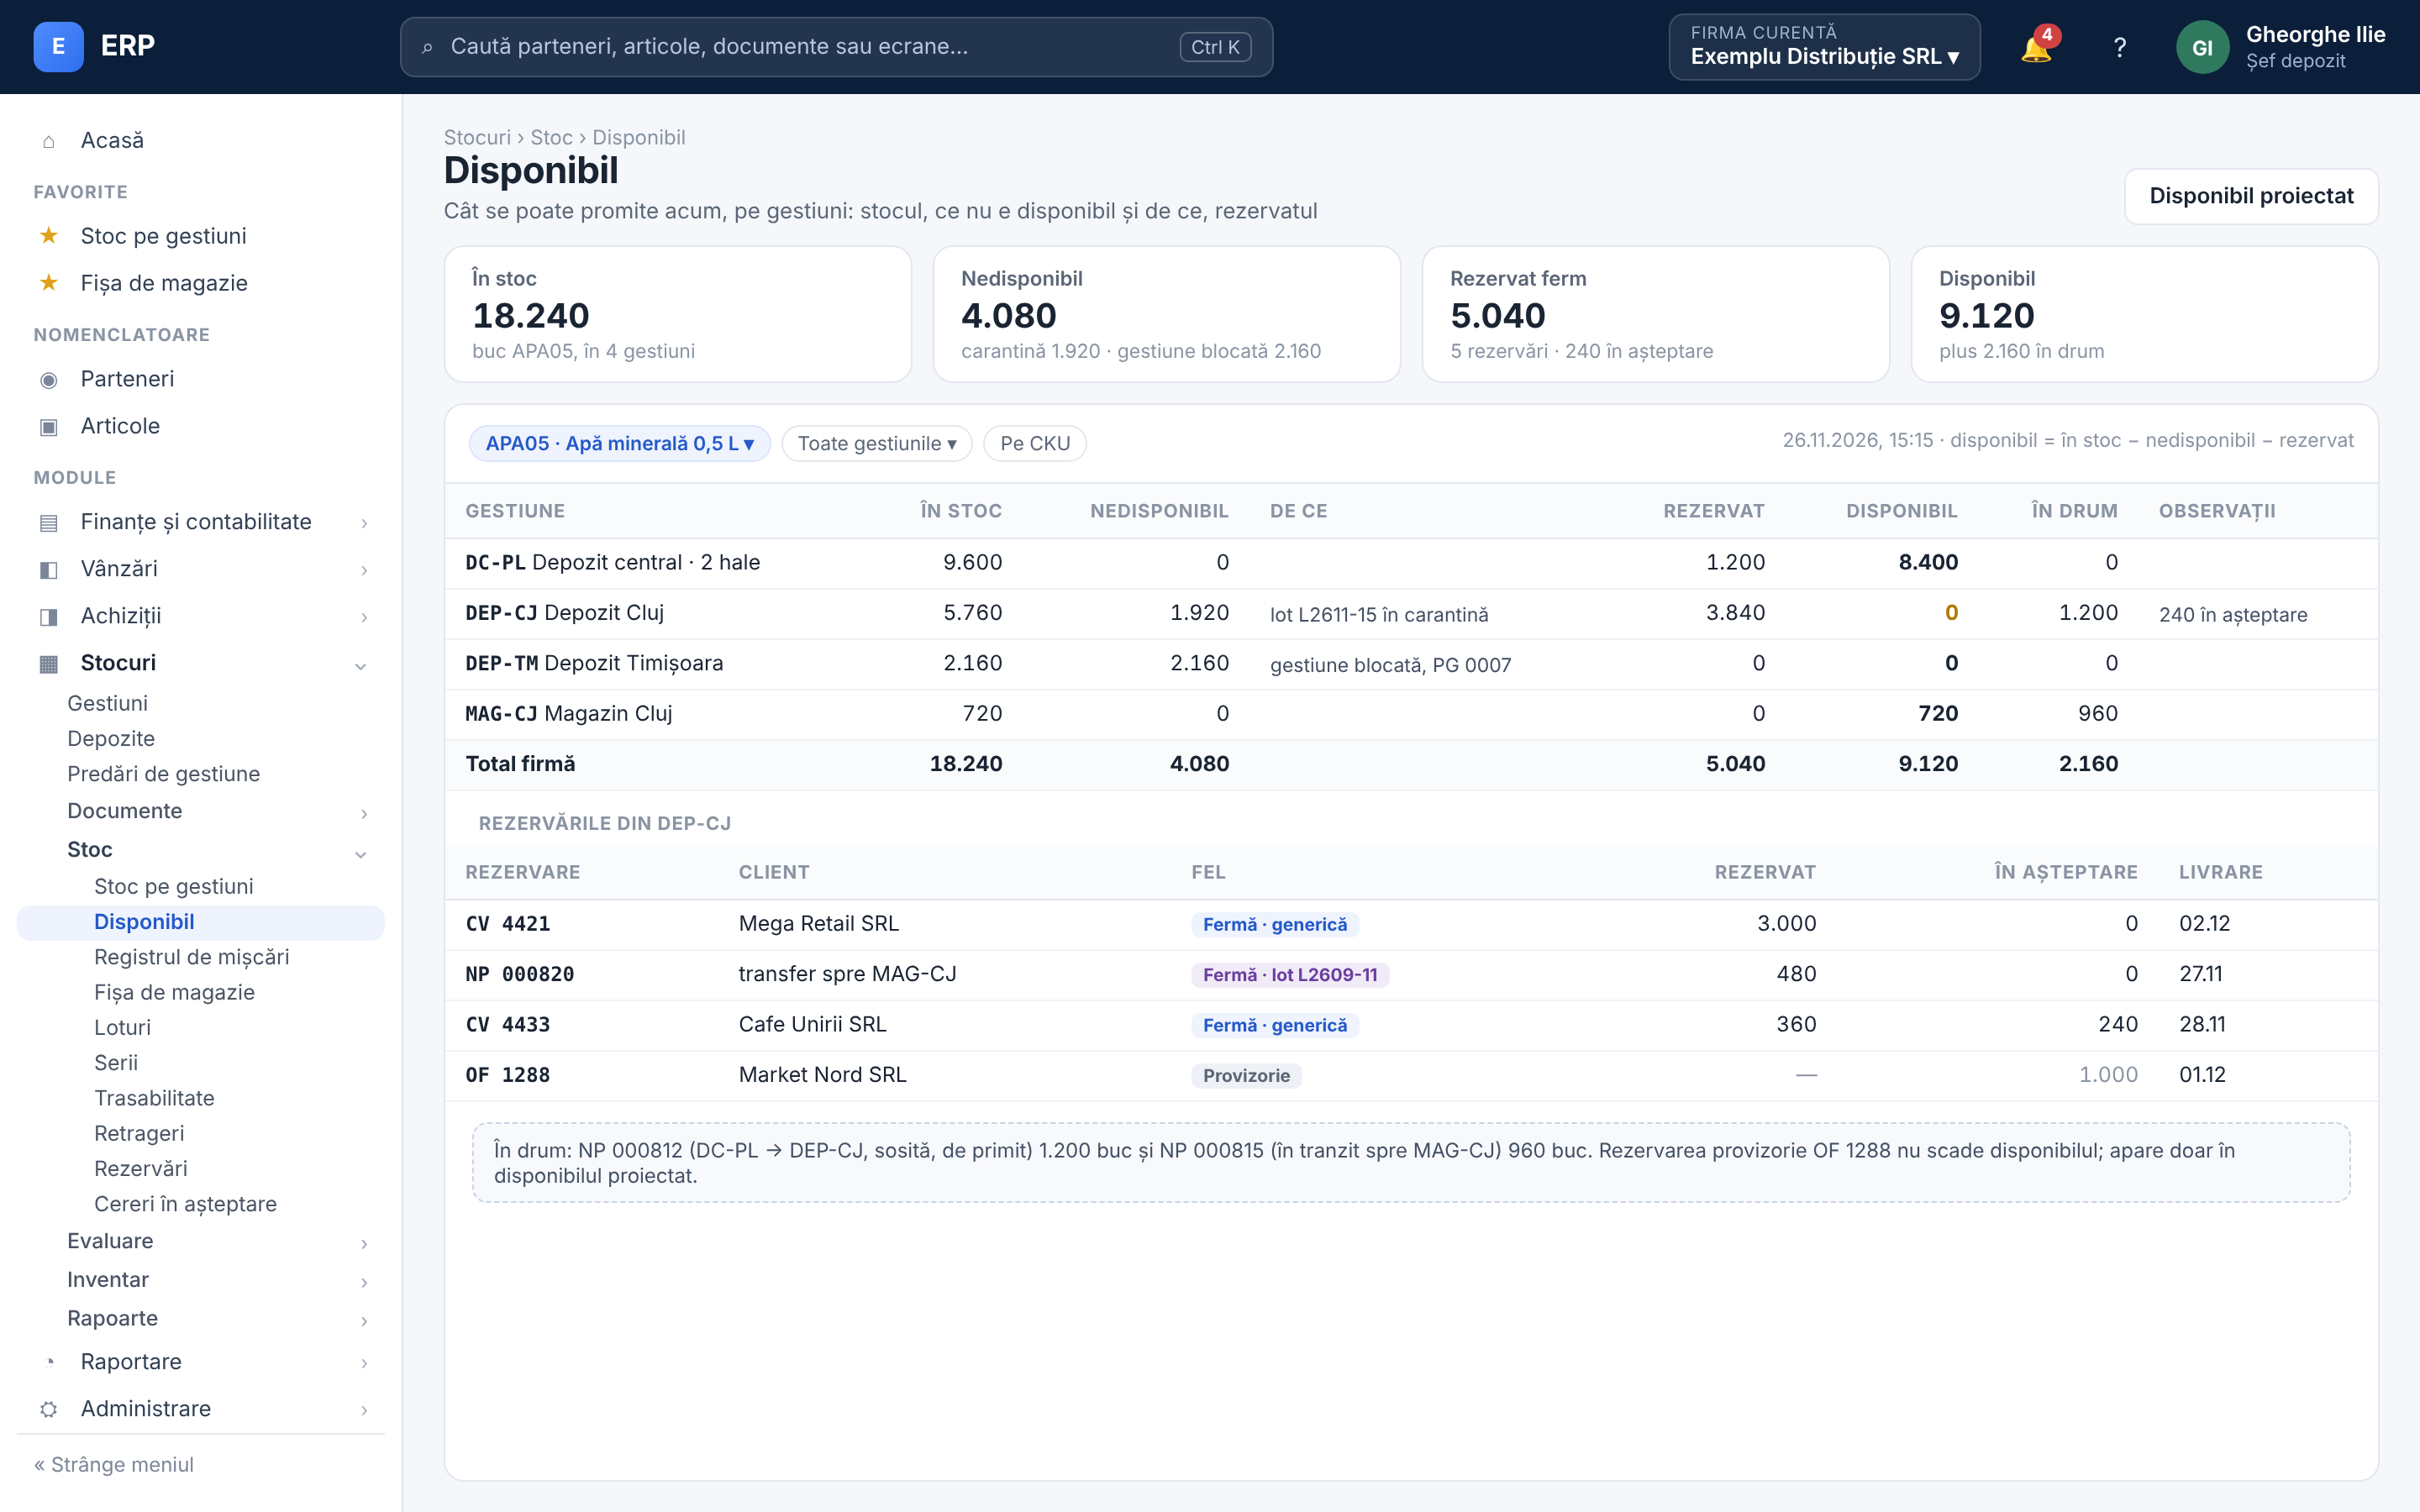 E ERP
Caută parteneri, articole, documente sau ecrane... Ctrl K
FIRMA CURENTĂ
Exemplu Distribuție SRL ▾
4
?
GI
Gheorghe Ilie
Șef depozit
Acasă
FAVORITE
★ Stoc pe gestiuni
★ Fișa de magazie
NOMENCLATOARE
Parteneri
Articole
MODULE
Finanțe și contabilitate ›
Vânzări ›
Achiziții ›
Stocuri
Gestiuni
Depozite
Predări de gestiune
Documente ›
Stoc
Stoc pe gestiuni
Disponibil
Registrul de mișcări
Fișa de magazie
Loturi
Serii
Trasabilitate
Retrageri
Rezervări
Cereri în așteptare
Evaluare ›
Inventar ›
Rapoarte ›
Raportare ›
Administrare ›
« Strânge meniul
Stocuri › Stoc › Disponibil
Disponibil
Cât se poate promite acum, pe gestiuni: stocul, ce nu e disponibil și de ce, rezervatul
Disponibil proiectat
În stoc
18.240
buc APA05, în 4 gestiuni
Nedisponibil
4.080
carantină 1.920 · gestiune blocată 2.160
Rezervat ferm
5.040
5 rezervări · 240 în așteptare
Disponibil
9.120
plus 2.160 în drum
APA05 · Apă minerală 0,5 L ▾ Toate gestiunile ▾ Pe CKU
26.11.2026, 15:15 · disponibil = în stoc − nedisponibil − rezervat
GESTIUNE ÎN STOC NEDISPONIBIL DE CE REZERVAT DISPONIBIL ÎN DRUM OBSERVAȚII
DC-PL Depozit central · 2 hale 9.600 0 1.200 8.400 0
DEP-CJ Depozit Cluj 5.760 1.920 lot L2611-15 în carantină 3.840 0 1.200 240 în așteptare
DEP-TM Depozit Timișoara 2.160 2.160 gestiune blocată, PG 0007 0 0 0
MAG-CJ Magazin Cluj 720 0 0 720 960
Total firmă 18.240 4.080 5.040 9.120 2.160
REZERVĂRILE DIN DEP-CJ
REZERVARE CLIENT FEL REZERVAT ÎN AȘTEPTARE LIVRARE
CV 4421 Mega Retail SRL Fermă · generică 3.000 0 02.12
NP 000820 transfer spre MAG-CJ Fermă · lot L2609-11 480 0 27.11
CV 4433 Cafe Unirii SRL Fermă · generică 360 240 28.11
OF 1288 Market Nord SRL Provizorie — 1.000 01.12
În drum: NP 000812 (DC-PL → DEP-CJ, sosită, de primit) 1.200 buc și NP 000815 (în tranzit spre MAG-CJ) 960 buc. Rezervarea provizorie OF 1288 nu scade disponibilul; apare doar în
disponibilul proiectat.